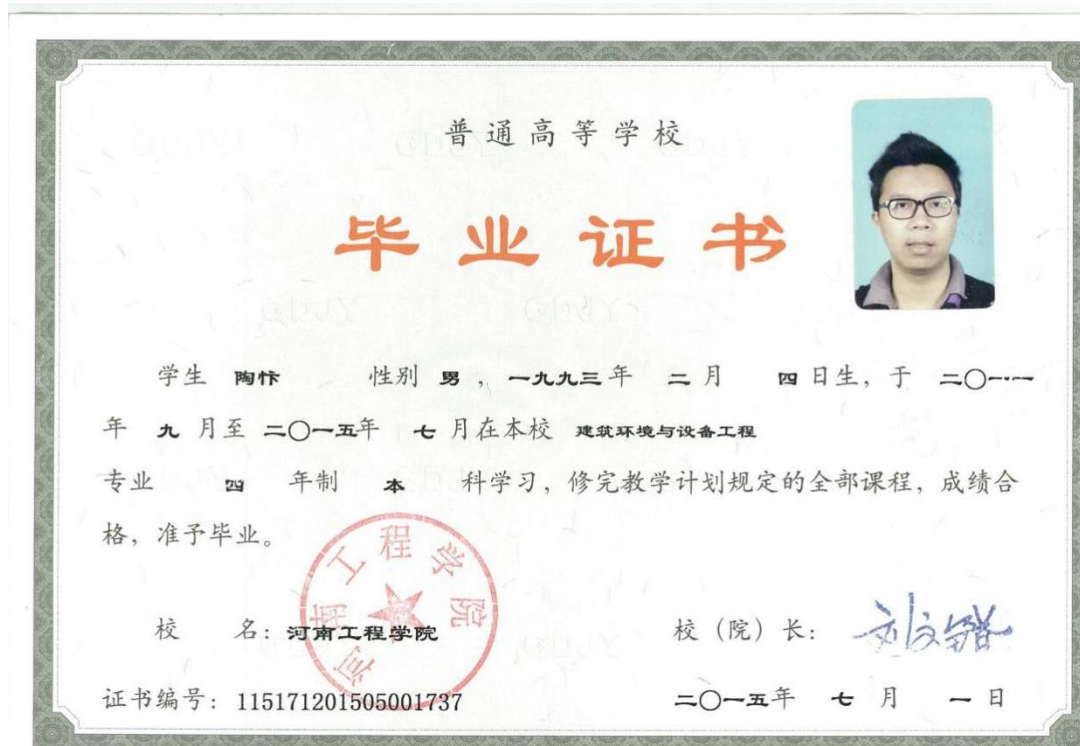 普通高等学校
毕业证书
学生 陶忭 性别 男，一九九三年 二月 四日生，于 二〇一一
年 九 月至 二〇一五年 七 月在本校 建筑环境与设备工程
专业 四 年制 本 科学习，修完教学计划规定的全部课程，成绩合
格，准予毕业。
河南工程学院
校 名：河南工程学院 校（院）长：
证书编号：115171201505001737 二〇一五年 七 月 一 日